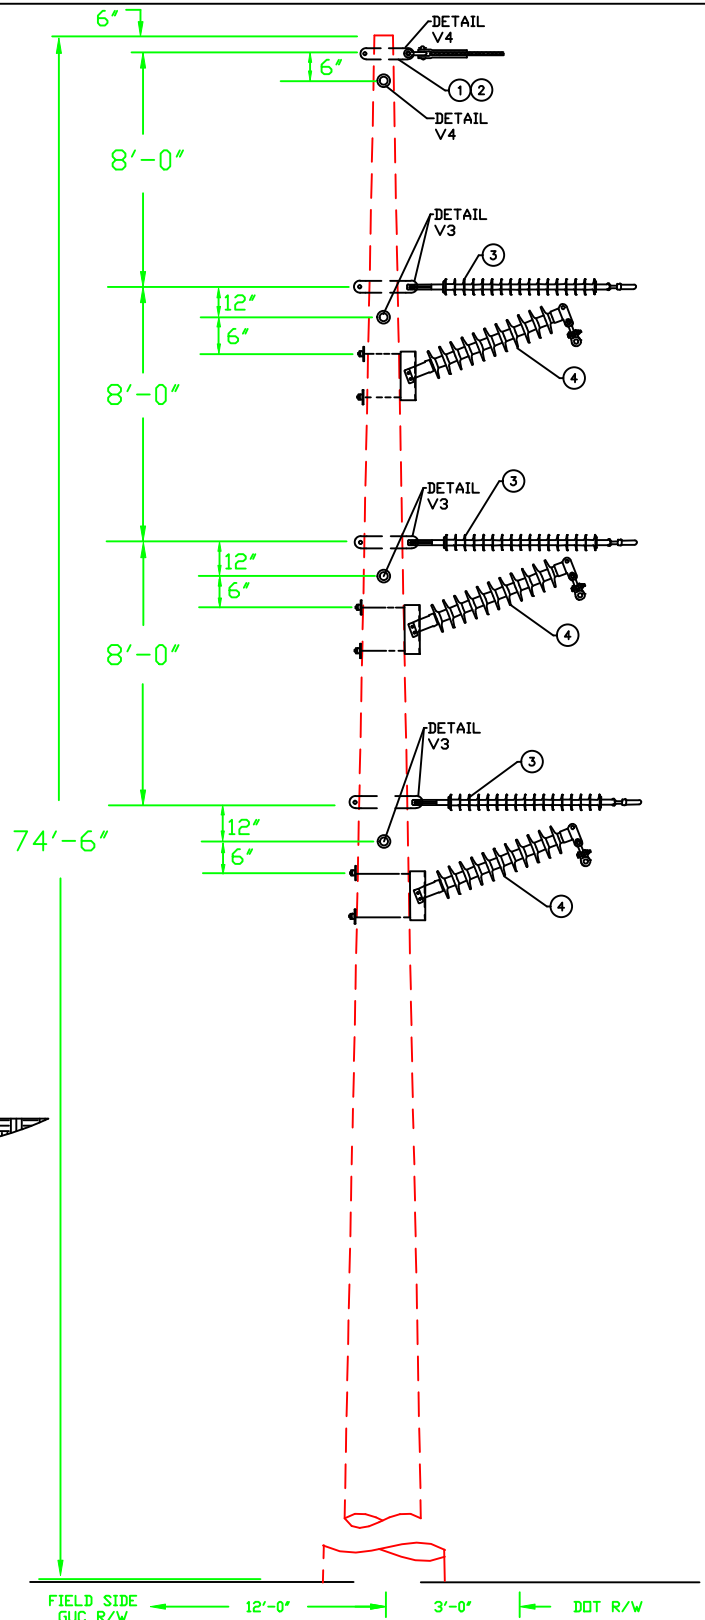 6"
DETAIL
V4
6"
1 2
DETAIL
V4
8'-0"
DETAIL
V3
3
12"
6"
4
8'-0"
DETAIL
V3
3
12"
6"
4
8'-0"
DETAIL
V3
3
12"
74'-6"
6"
4
FIELD SIDE 12'-0" 3'-0" DOT R/W
GUC R/W